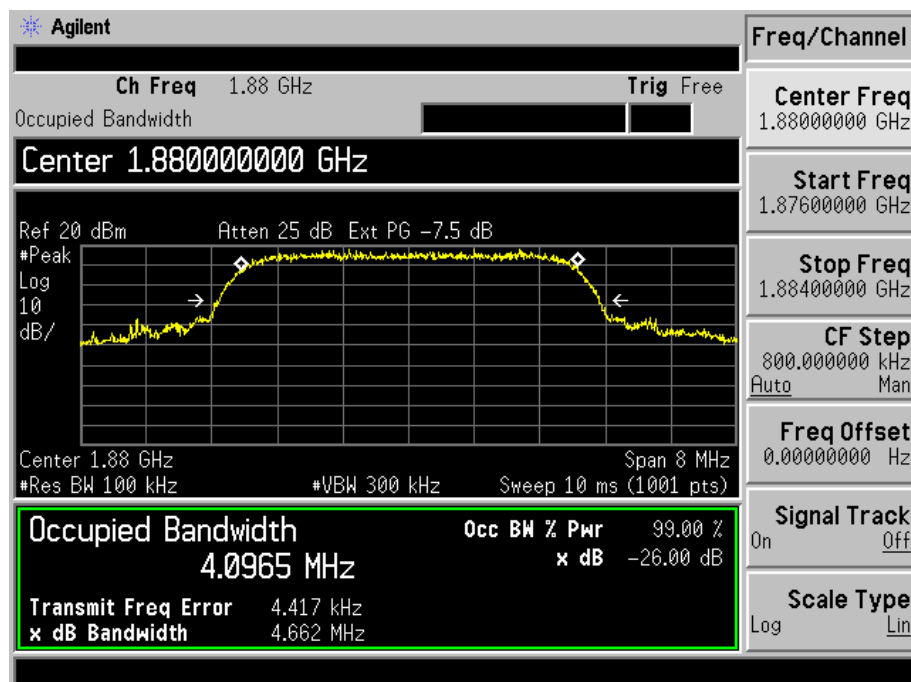 Agilent
Freq/Channel
Ch Freq 1.88 GHz Trig Free
Occupied Bandwidth
Center 1.880000000 GHz
Ref 20 dBm Atten 25 dB Ext PG -7.5 dB
#Peak
Log
10
dB/
Center 1.88 GHz Span 8 MHz
#Res BW 100 kHz #VBW 300 kHz Sweep 10 ms (1001 pts)
Occupied Bandwidth Occ BW % Pwr 99.00 %
4.0965 MHz x dB -26.00 dB
Transmit Freq Error 4.417 kHz
x dB Bandwidth 4.662 MHz
Center Freq
1.88000000 GHz
Start Freq
1.87600000 GHz
Stop Freq
1.88400000 GHz
CF Step
800.000000 kHz
Auto Man
Freq Offset
0.00000000 Hz
Signal Track
On Off
Scale Type
Log Lin